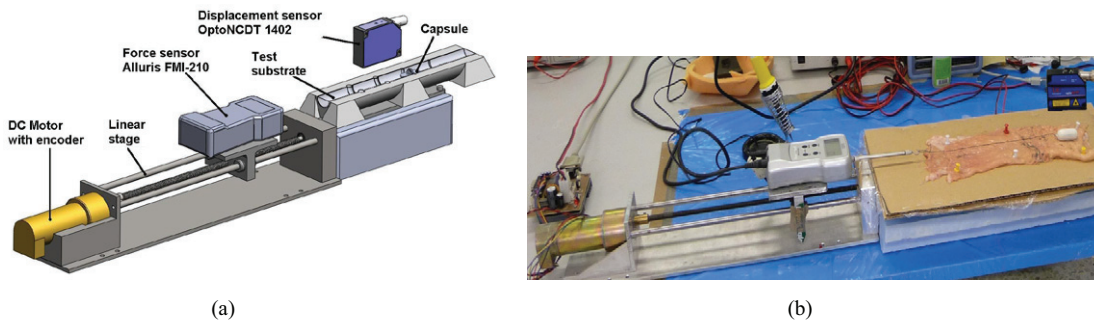 (a)
Displacement sensor
OptoNCDT 1402
Capsule
Force sensor
Alluris FMI-210
Test
substrate
DC Motor
with encoder
Linear
stage
(b)